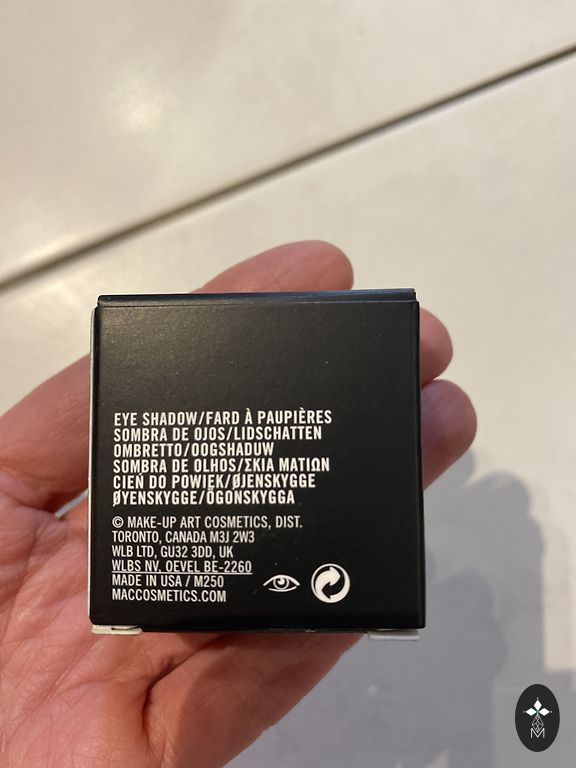 EYE SHADOW/FARD À PAUPIÈRES
SOMBRA DE OJOS/LIDSCHATTEN
OMBRETTO/OOGSHADUW
SOMBRA DE OLHOS/ΣΚΙΑ ΜΑΤΙΩΝ
CIEŃ DO POWIEK/ØJENSKYGGE
ØYENSKYGGE/ÖGONSKYGGA
© MAKE-UP ART COSMETICS, DIST.
TORONTO, CANADA M3J 2W3
WLB LTD, GU32 3DD, UK
WLBS NV, OEVEL BE-2260
MADE IN USA / M250
MACCOSMETICS.COM
M